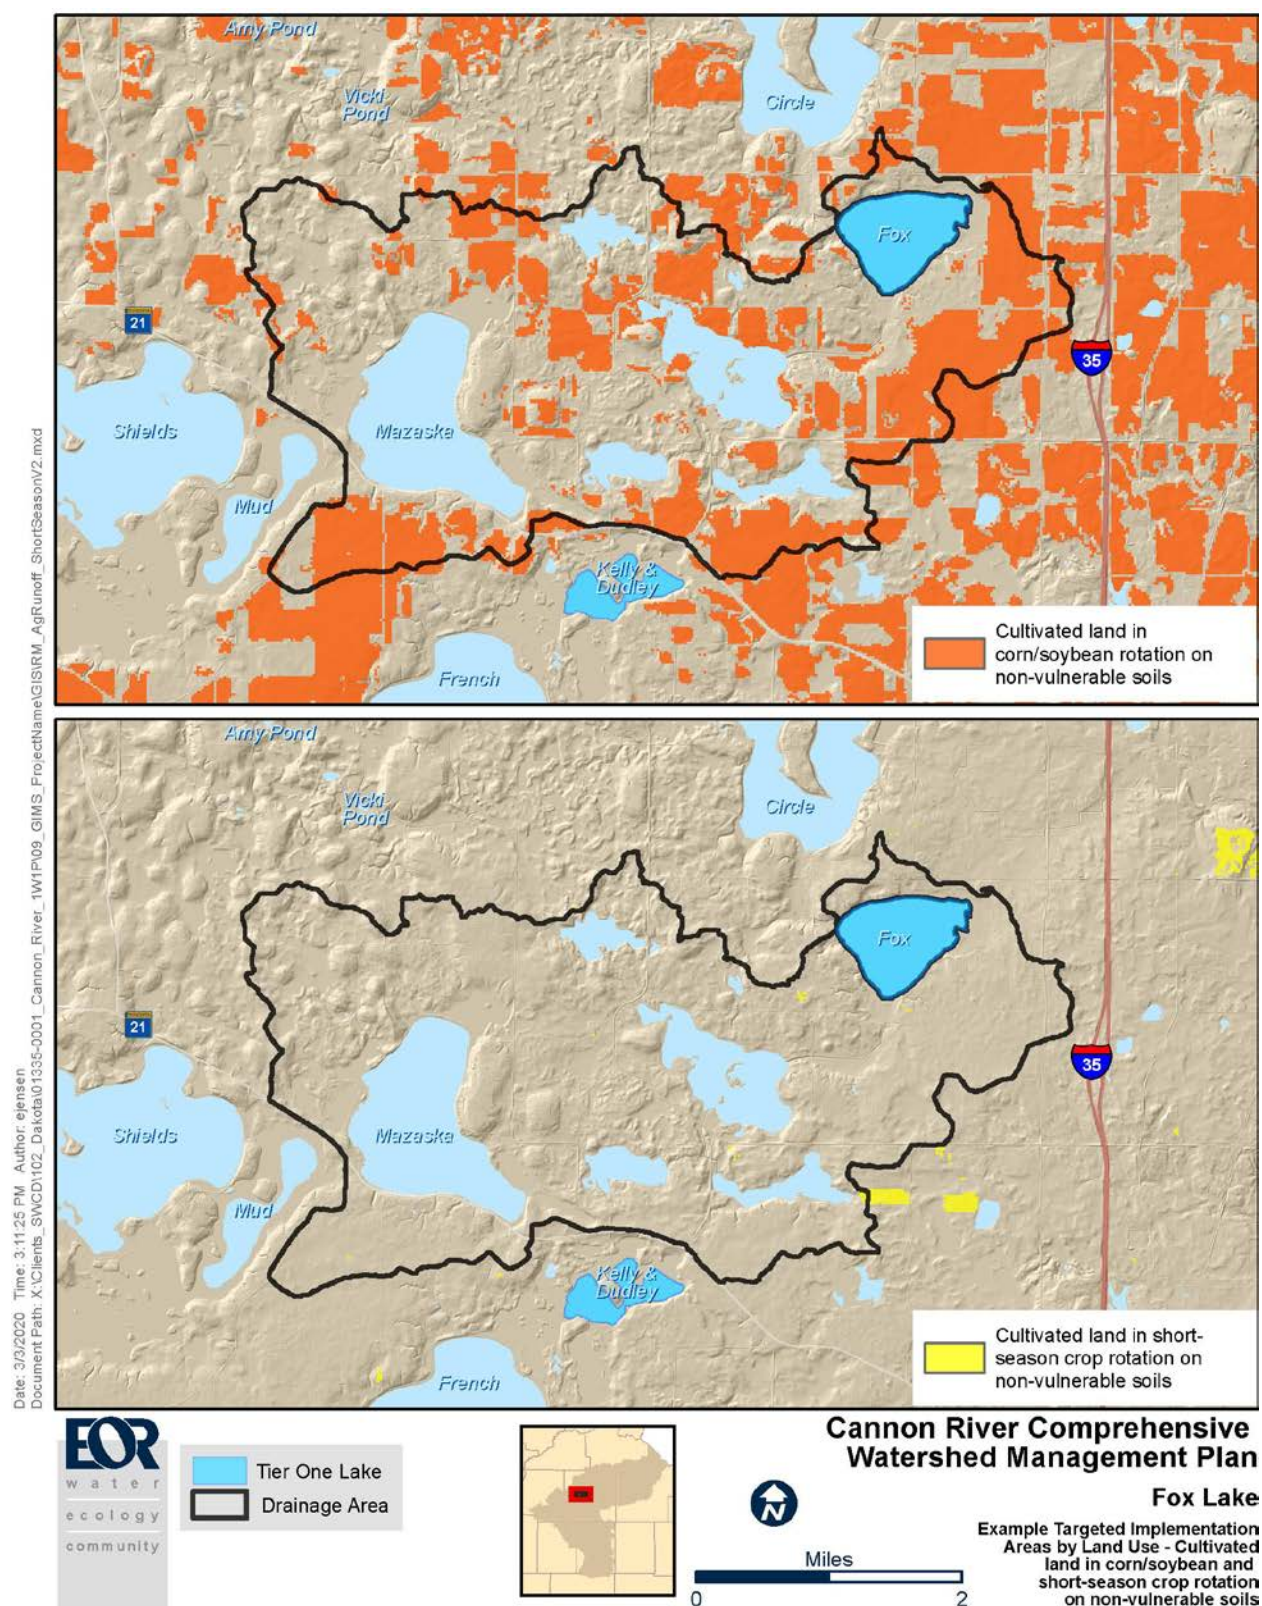 Amy Pond
Circle
Vicki
Pond
Fox
21
35
Shields
Mazaska
Mud
Kelly &
Dudley
French
Cultivated land in
corn/soybean rotation on
non-vulnerable soils
Amy Pond
Circle
Vicki
Pond
Fox
21
35
Shields
Mazaska
Mud
Kelly &
Dudley
French
Cultivated land in short-
season crop rotation on
non-vulnerable soils
Date: 3/3/2020 Time: 3:11:25 PM Author: ejensen
Document Path: X:\Clients_SWCD\102_Dakota\01335-0001_Cannon_River_1W1P\09_GIMS_ProjectName\GIS\RM_AgRunoff_ShortSeasonV2.mxd
EOR
water
ecology
community
Tier One Lake
Drainage Area
N
Miles
0 2
Cannon River Comprehensive
Watershed Management Plan
Fox Lake
Example Targeted Implementation
Areas by Land Use - Cultivated
land in corn/soybean and
short-season crop rotation
on non-vulnerable soils